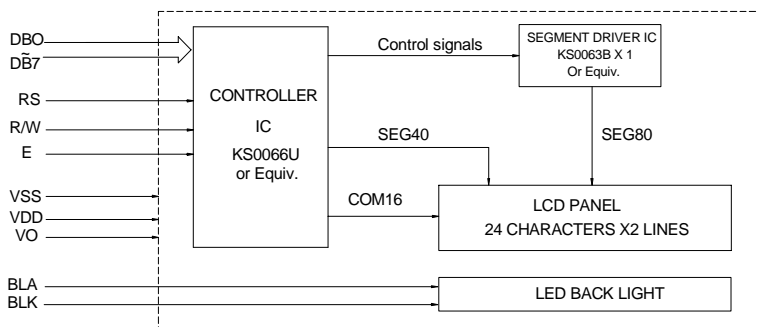 DBO
~
DB7
RS
R/W
E
VSS
VDD
VO
BLA
BLK
CONTROLLER
IC
KS0066U
or Equiv.
Control signals
SEGMENT DRIVER IC
KS0063B X 1
Or Equiv.
SEG40
SEG80
COM16
LCD PANEL
24 CHARACTERS X2 LINES
LED BACK LIGHT